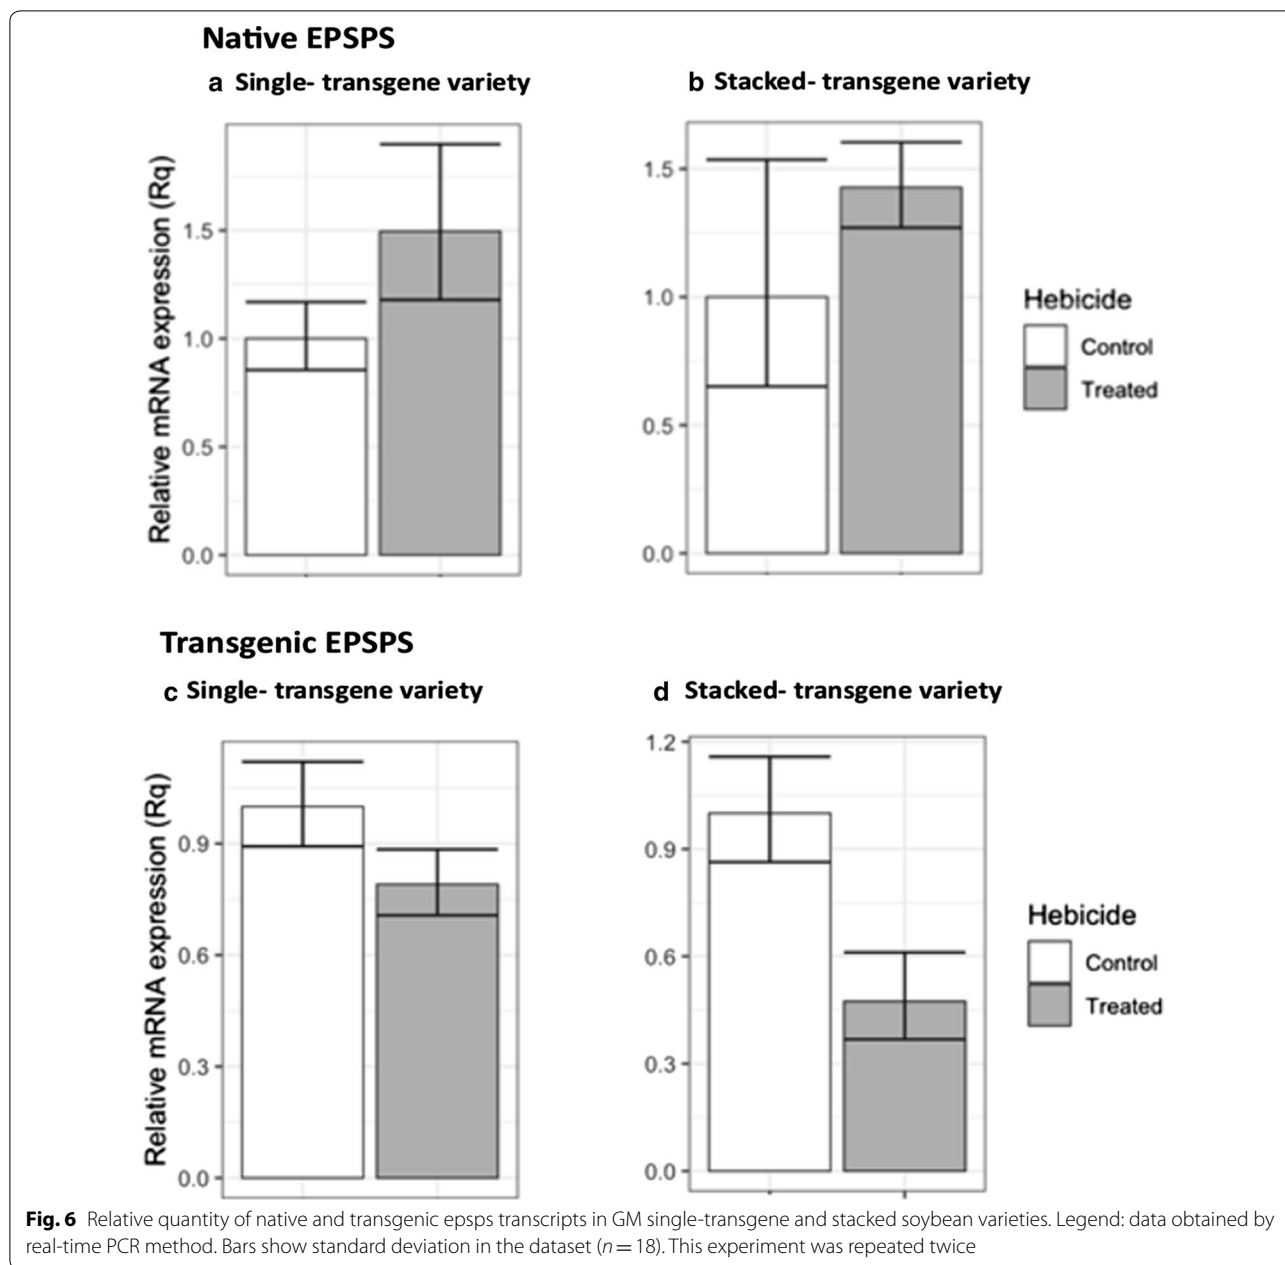 Native EPSPS
a Single- transgene variety
b Stacked- transgene variety
Relative mRNA expression (Rq)
1.5
1.0
0.5
0.0
1.5
1.0
0.5
0.0
Hebicide
Control
Treated
Transgenic EPSPS
c Single- transgene variety
d Stacked- transgene variety
Relative mRNA expression (Rq)
0.9
0.6
0.3
0.0
1.2
0.9
0.6
0.3
0.0
Hebicide
Control
Treated
Fig. 6 Relative quantity of native and transgenic epsps transcripts in GM single-transgene and stacked soybean varieties. Legend: data obtained by
real-time PCR method. Bars show standard deviation in the dataset (n = 18). This experiment was repeated twice